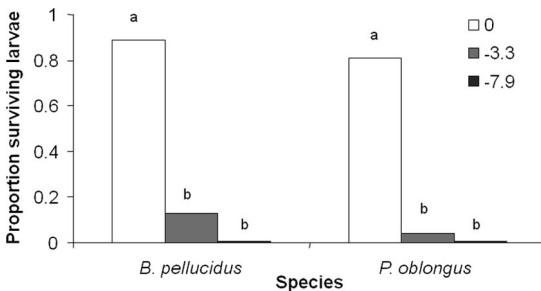 1
0.8
0.6
0.4
0.2
0
Proportion surviving larvae
a
b
b
a
b
b
0
-3.3
-7.9
B. pellucidus
P. oblongus
Species